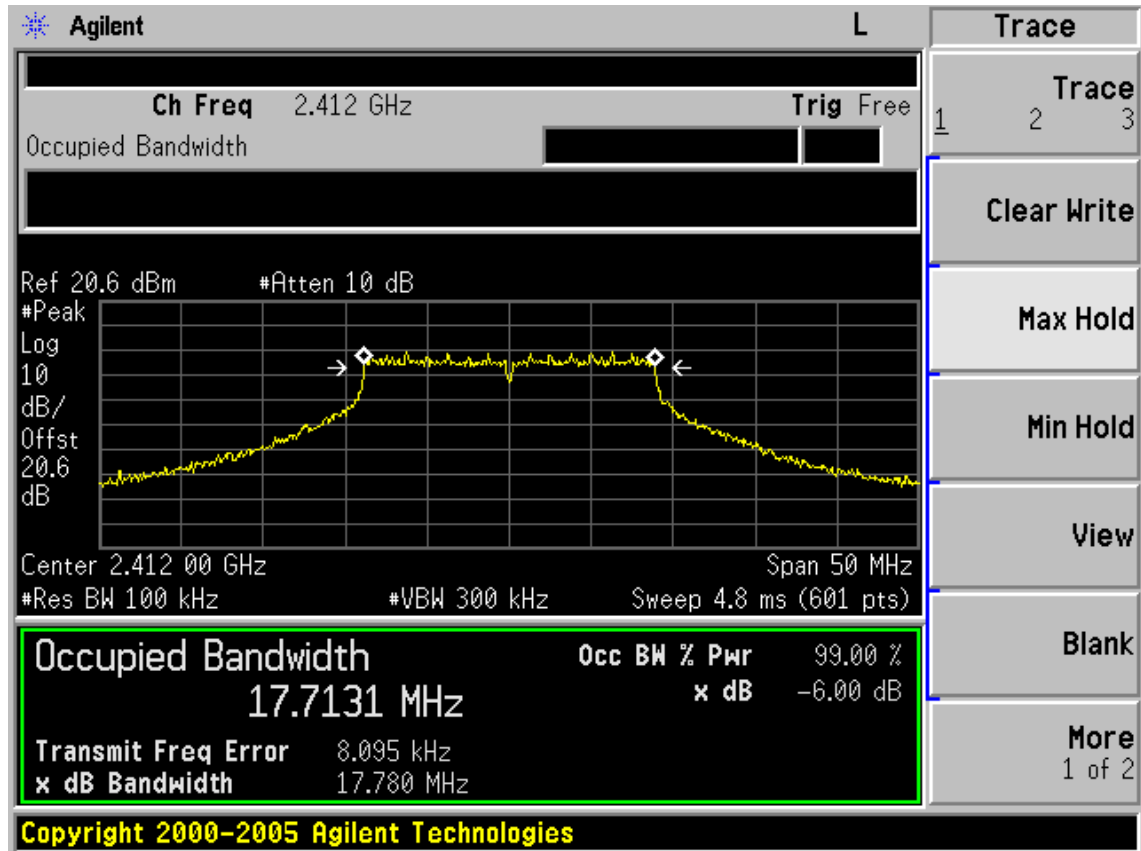 Agilent L
Ch Freq 2.412 GHz Trig Free
Occupied Bandwidth
Ref 20.6 dBm #Atten 10 dB
#Peak
Log
10
dB/
Offst
20.6
dB
Center 2.412 00 GHz Span 50 MHz
#Res BW 100 kHz #VBW 300 kHz Sweep 4.8 ms (601 pts)
Occupied Bandwidth Occ BW % Pwr 99.00 %
17.7131 MHz x dB -6.00 dB
Transmit Freq Error 8.095 kHz
x dB Bandwidth 17.780 MHz
Copyright 2000-2005 Agilent Technologies
Trace
Trace
1 2 3
Clear Write
Max Hold
Min Hold
View
Blank
More
1 of 2